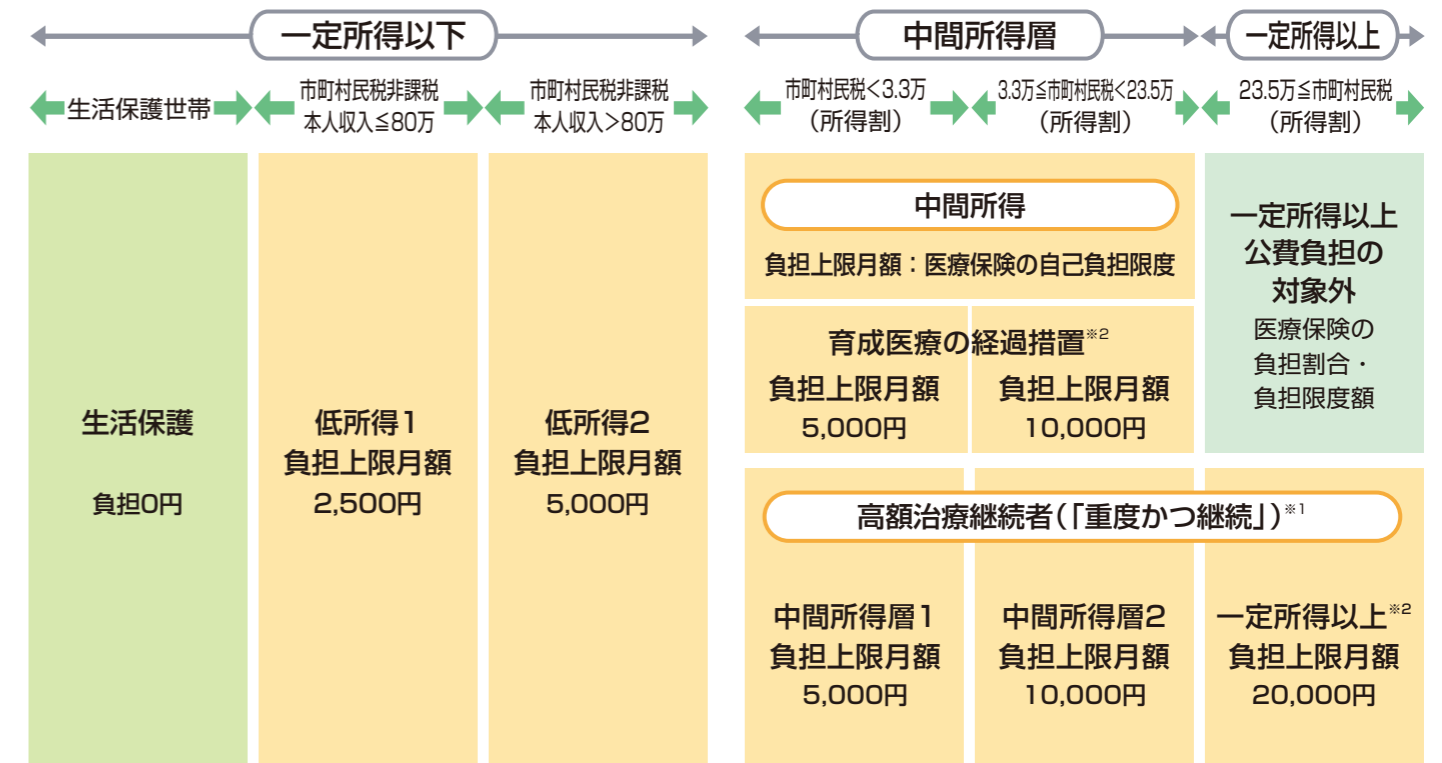 一定所得以下
中間所得層
一定所得以上
生活保護世帯
市町村民税非課税
本人収入≦80万
市町村民税非課税
本人収入>80万
市町村民税<3.3万
(所得割)
3.3万≦市町村民税<23.5万
(所得割)
23.5万≦市町村民税
(所得割)
生活保護
負担0円
低所得1
負担上限月額
2,500円
低所得2
負担上限月額
5,000円
中間所得
負担上限月額:医療保険の自己負担限度
育成医療の経過措置※2
負担上限月額
5,000円
負担上限月額
10,000円
一定所得以上
公費負担の
対象外
医療保険の
負担割合・
負担限度額
高額治療継続者(「重度かつ継続」)※1
中間所得層1
負担上限月額
5,000円
中間所得層2
負担上限月額
10,000円
一定所得以上※2
負担上限月額
20,000円